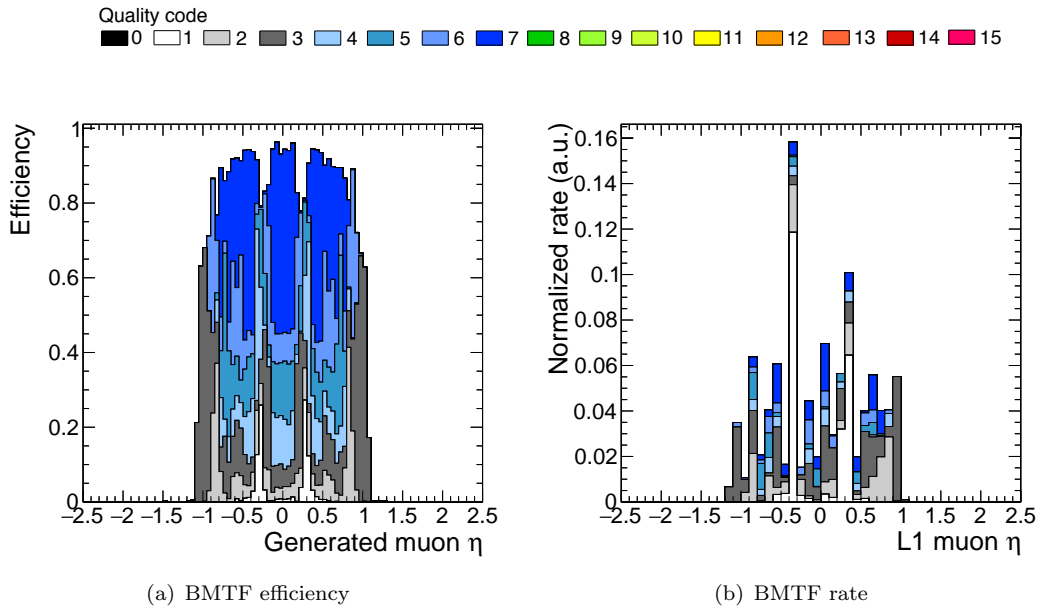 Quality code
0 1 2 3 4 5 6 7 8 9 10 11 12 13 14 15
Efficiency
1
0.8
0.6
0.4
0.2
0
−2.5 −2 −1.5 −1 −0.5 0 0.5 1 1.5 2 2.5
Generated muon η
(a) BMTF efficiency
Normalized rate (a.u.)
0.16
0.14
0.12
0.1
0.08
0.06
0.04
0.02
0
−2.5 −2 −1.5 −1 −0.5 0 0.5 1 1.5 2 2.5
L1 muon η
(b) BMTF rate